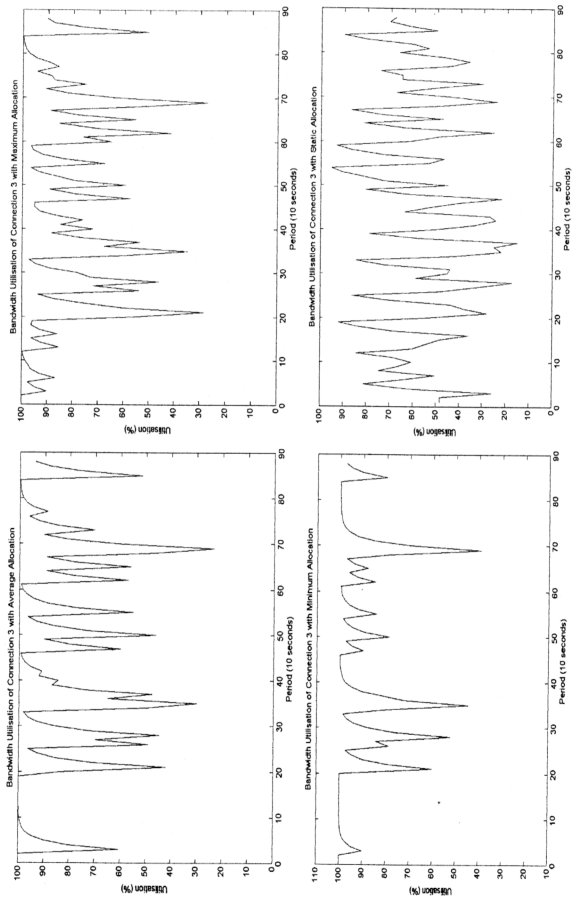 Bandwidth Utilisation of Connection 3 with Average Allocation
Utilisation (%)
100
90
80
70
60
50
40
30
20
10
0
0 10 20 30 40 50 60 70 80 90
Period (10 seconds)
Bandwidth Utilisation of Connection 3 with Maximum Allocation
Utilisation (%)
100
90
80
70
60
50
40
30
20
10
0
0 10 20 30 40 50 60 70 80 90
Period (10 seconds)
Bandwidth Utilisation of Connection 3 with Minimum Allocation
Utilisation (%)
110
100
90
80
70
60
50
40
30
20
10
0
0 10 20 30 40 50 60 70 80 90
Period (10 seconds)
Bandwidth Utilisation of Connection 3 with Static Allocation
Utilisation (%)
100
90
80
70
60
50
40
30
20
10
0
0 10 20 30 40 50 60 70 80 90
Period (10 seconds)